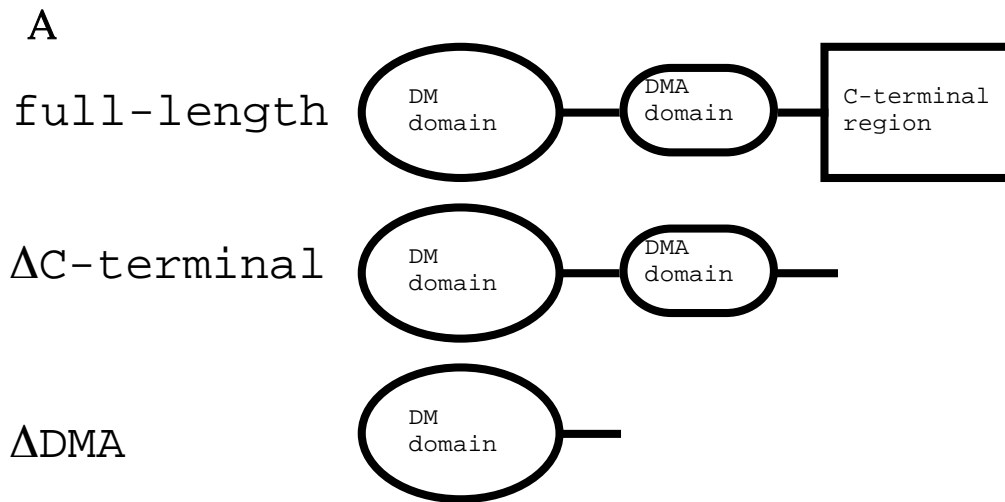 A
full-length
DM
domain
DMA
domain
C-terminal
region
ΔC-terminal
DM
domain
DMA
domain
ΔDMA
DM
domain